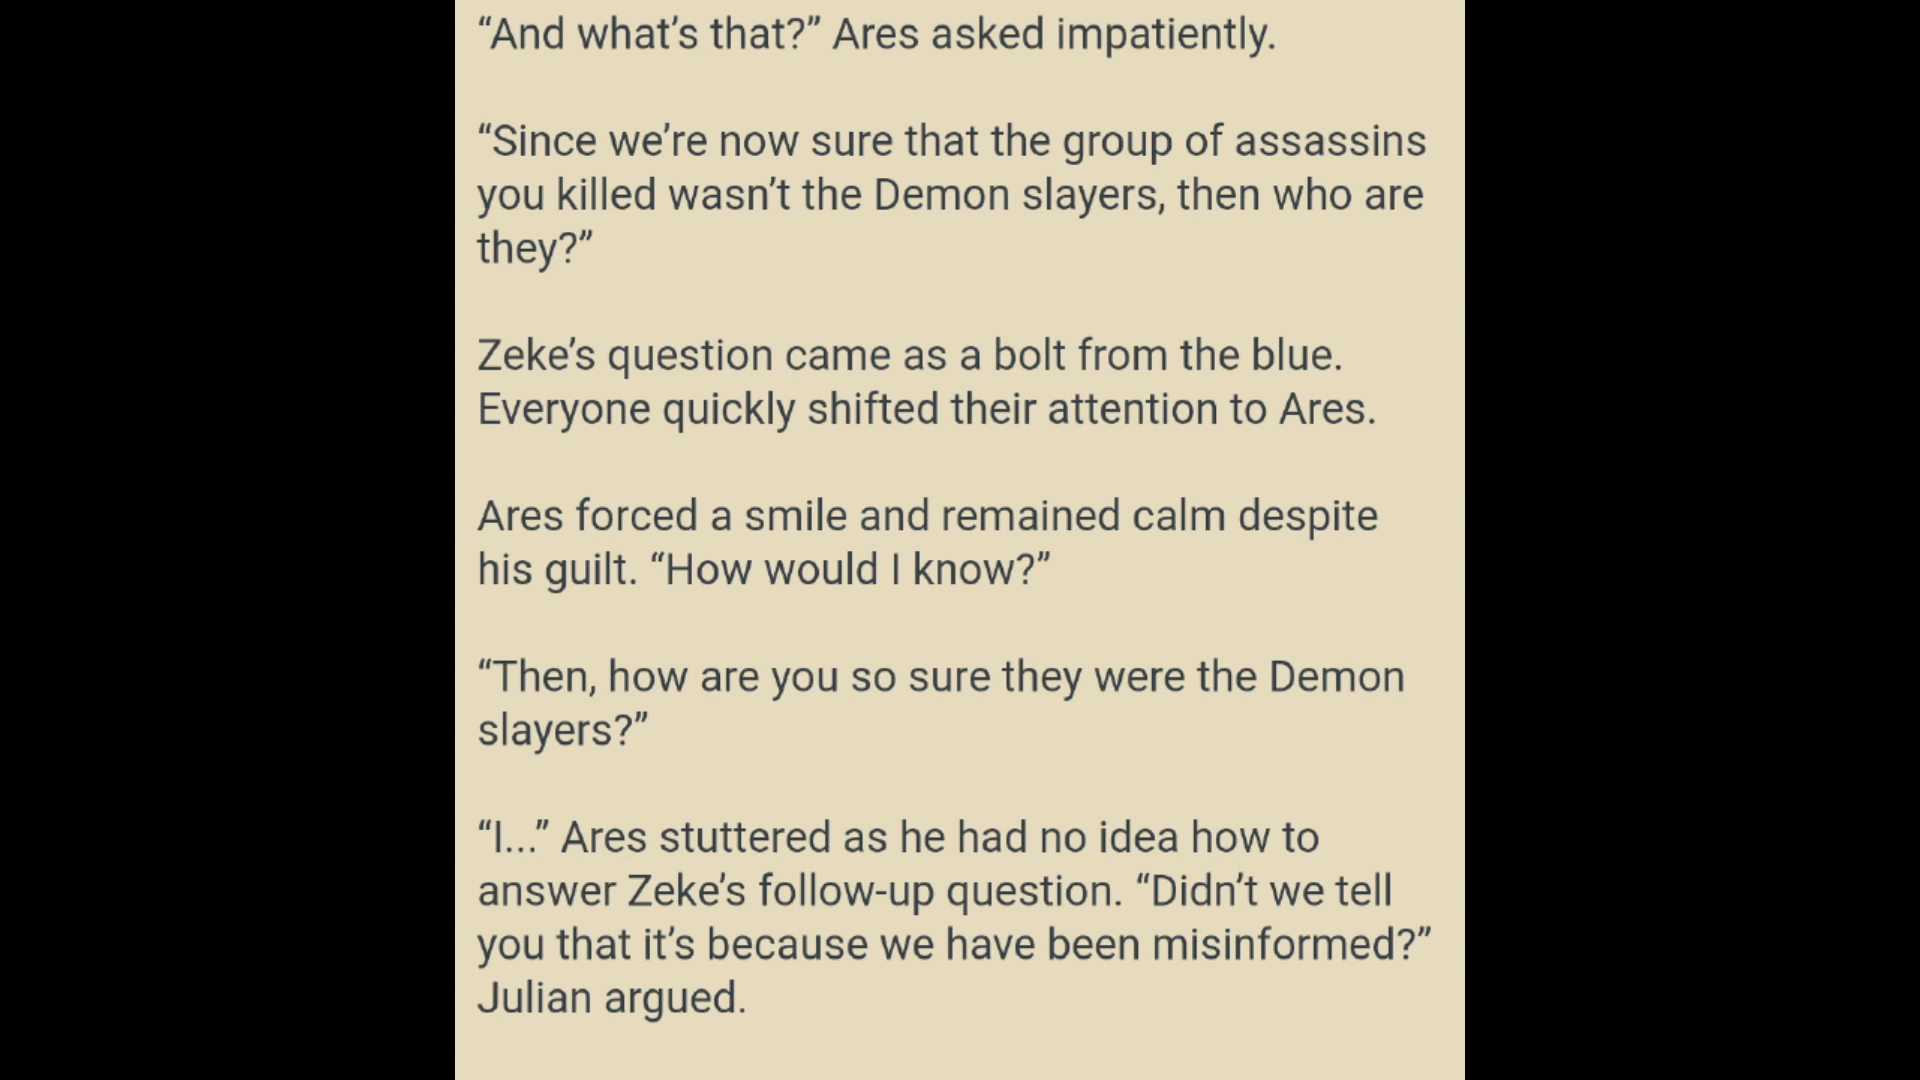 “And what’s that?” Ares asked impatiently.
“Since we’re now sure that the group of assassins
you killed wasn’t the Demon slayers, then who are
they?”
Zeke’s question came as a bolt from the blue.
Everyone quickly shifted their attention to Ares.
Ares forced a smile and remained calm despite
his guilt. “How would I know?”
“Then, how are you so sure they were the Demon
slayers?”
“I...” Ares stuttered as he had no idea how to
answer Zeke’s follow-up question. “Didn’t we tell
you that it’s because we have been misinformed?”
Julian argued.